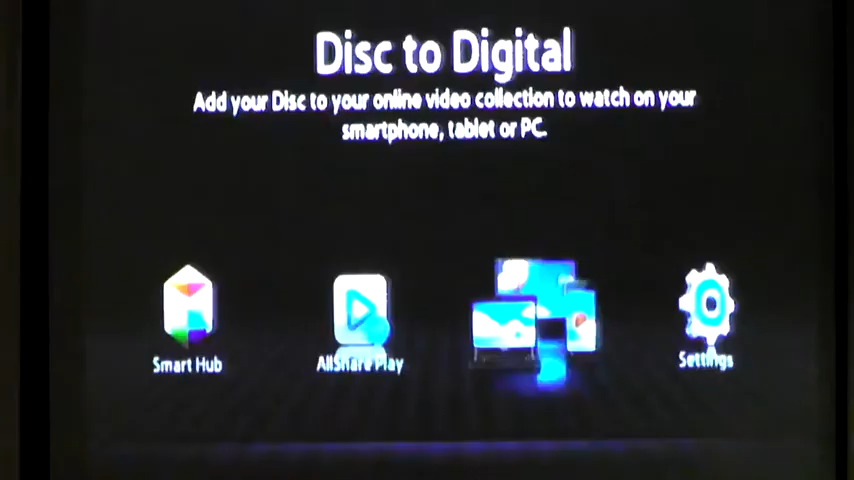 Disc to Digital
Add your Disc to your online video collection to watch on your
smartphone, tablet or PC.
Smart Hub
AllShare Play
Settings